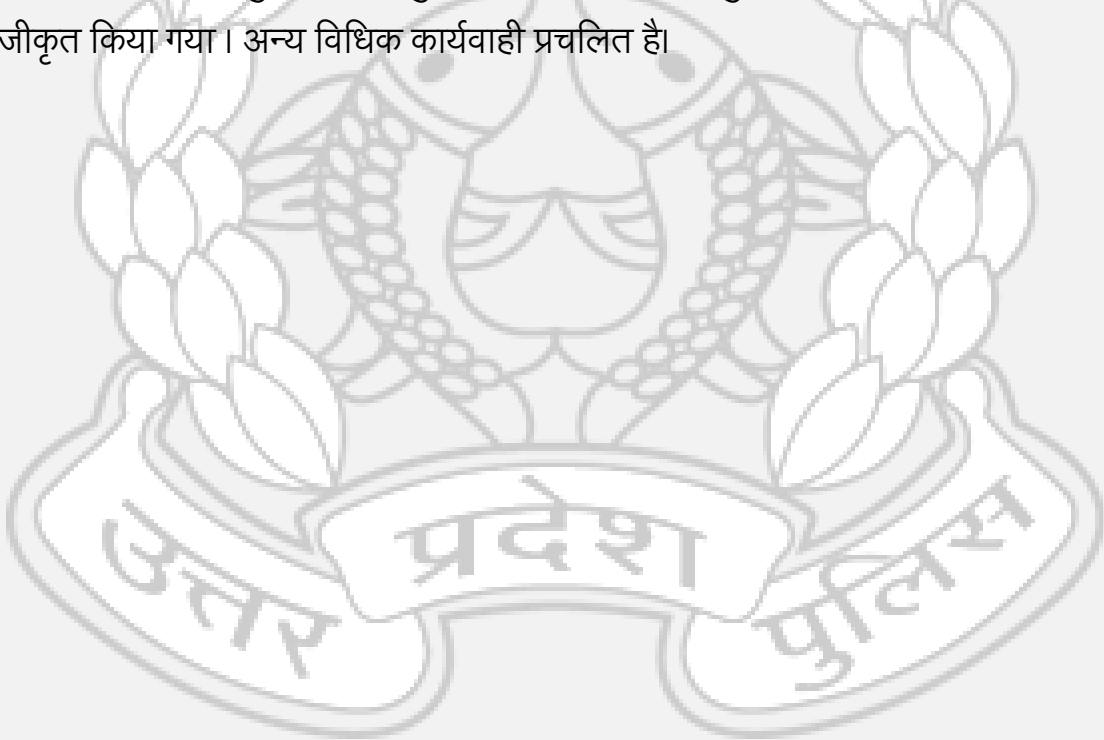 जीकृत किया गया । अन्य विधिक कार्यवाही प्रचलित है।
उत्तर प्रदेश पुलिस